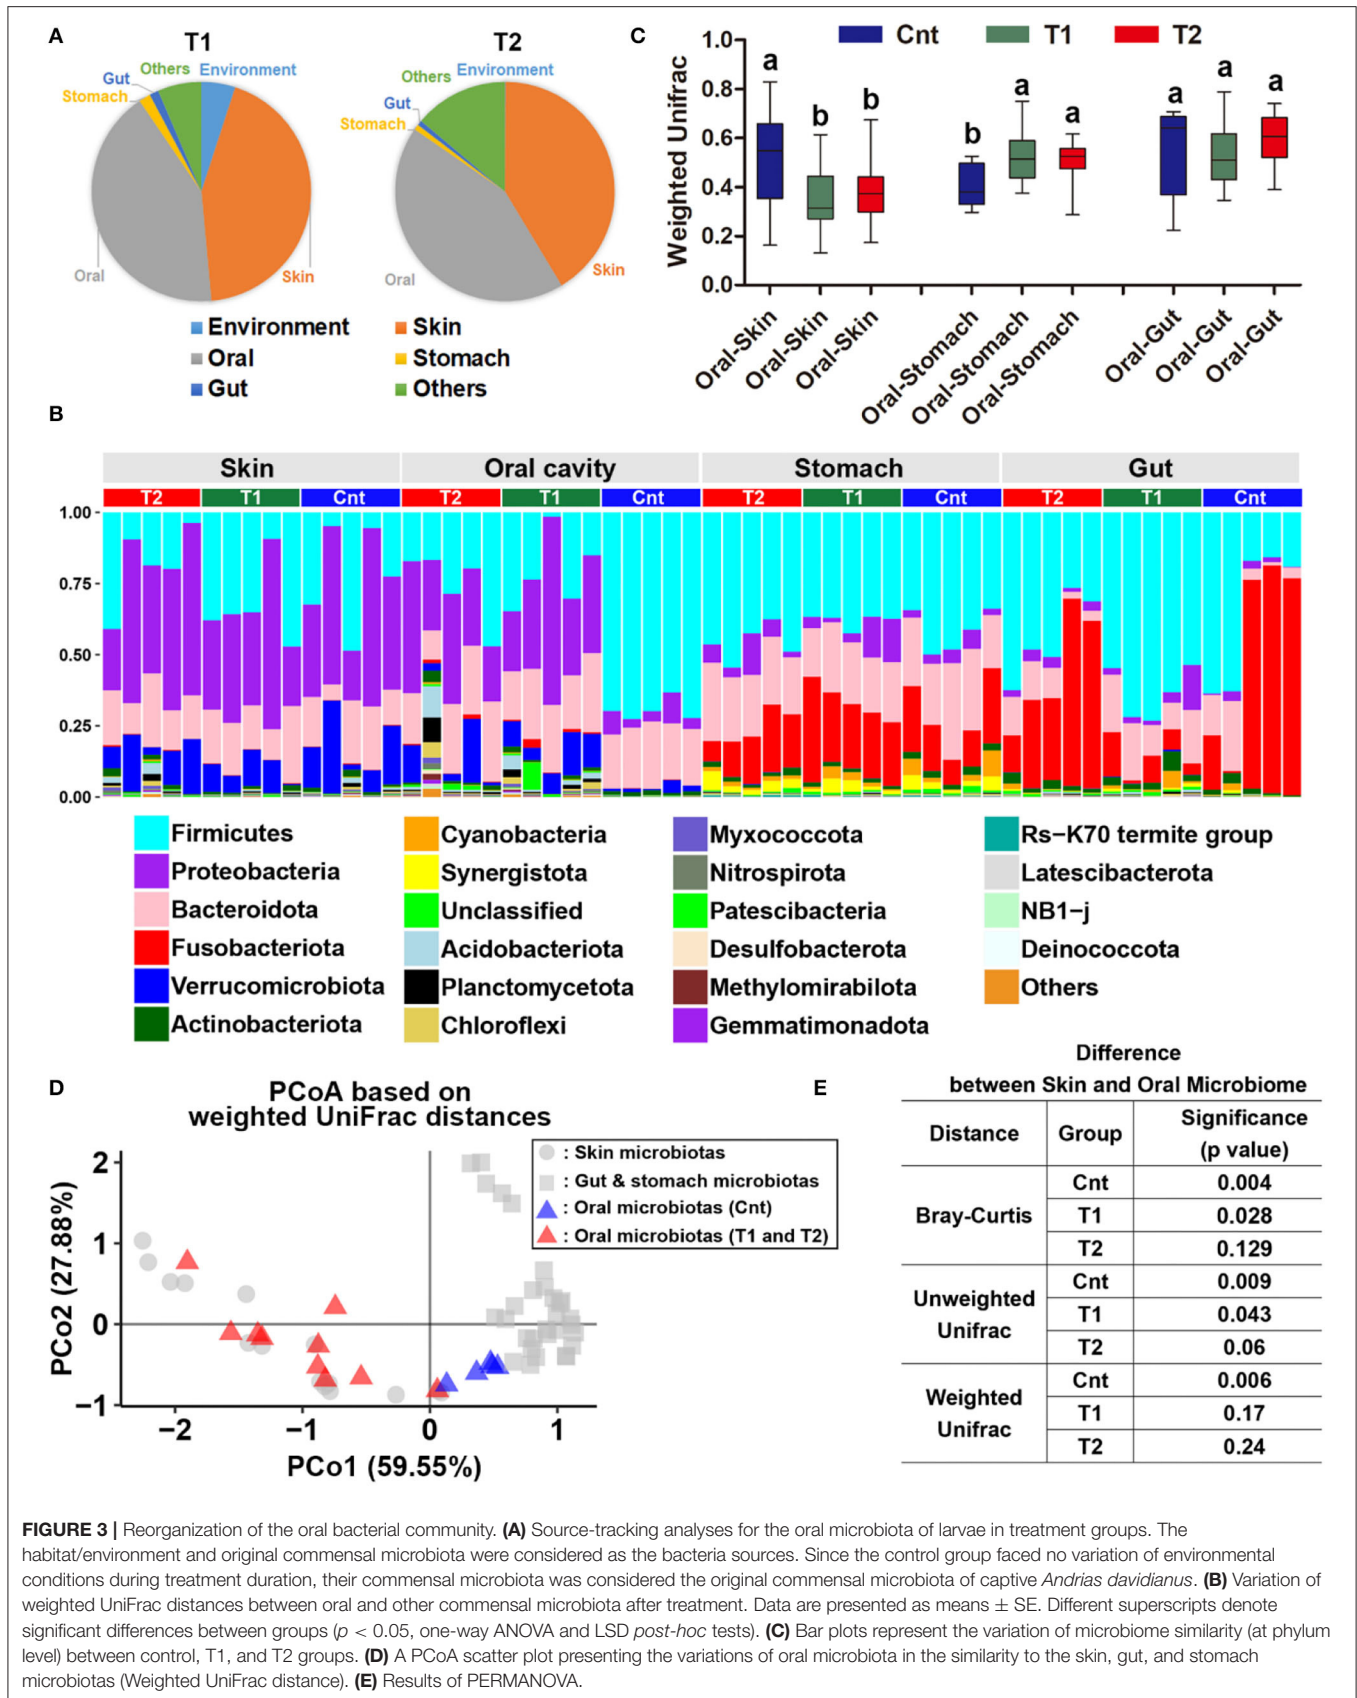 A
T1
T2
Others
Environment
Gut
Stomach
Oral
Skin
Others
Environment
Gut
Stomach
Oral
Skin
Environment
Skin
Oral
Stomach
Gut
Others
C
Cnt
T1
T2
Weighted Unifrac
1.0
0.8
0.6
0.4
0.2
0.0
a
b
b
b
a
a
a
a
a
Oral-Skin
Oral-Skin
Oral-Skin
Oral-Stomach
Oral-Stomach
Oral-Stomach
Oral-Gut
Oral-Gut
Oral-Gut
B
Skin
Oral cavity
Stomach
Gut
T2
T1
Cnt
T2
T1
Cnt
T2
T1
Cnt
T2
T1
Cnt
1.00
0.75
0.50
0.25
0.00
Firmicutes
Proteobacteria
Bacteroidota
Fusobacteriota
Verrucomicrobiota
Actinobacteriota
Cyanobacteria
Synergistota
Unclassified
Acidobacteriota
Planctomycetota
Chloroflexi
Myxococcota
Nitrospirota
Patescibacteria
Desulfobacterota
Methylomirabilota
Gemmatimonadota
Rs−K70 termite group
Latescibacterota
NB1−j
Deinococcota
Others
D
PCoA based on
weighted UniFrac distances
: Skin microbiotas
: Gut & stomach microbiotas
: Oral microbiotas (Cnt)
: Oral microbiotas (T1 and T2)
PCo2 (27.88%)
2
1
0
−1
−2
−1
0
1
PCo1 (59.55%)
E
Difference
between Skin and Oral Microbiome
Distance
Group
Significance
(p value)
Bray-Curtis
Cnt
0.004
T1
0.028
T2
0.129
Unweighted
Unifrac
Cnt
0.009
T1
0.043
T2
0.06
Weighted
Unifrac
Cnt
0.006
T1
0.17
T2
0.24
FIGURE 3 | Reorganization of the oral bacterial community. (A) Source-tracking analyses for the oral microbiota of larvae in treatment groups. The
habitat/environment and original commensal microbiota were considered as the bacteria sources. Since the control group faced no variation of environmental
conditions during treatment duration, their commensal microbiota was considered the original commensal microbiota of captive Andrias davidianus. (B) Variation of
weighted UniFrac distances between oral and other commensal microbiota after treatment. Data are presented as means ± SE. Different superscripts denote
significant differences between groups (p < 0.05, one-way ANOVA and LSD post-hoc tests). (C) Bar plots represent the variation of microbiome similarity (at phylum
level) between control, T1, and T2 groups. (D) A PCoA scatter plot presenting the variations of oral microbiota in the similarity to the skin, gut, and stomach
microbiotas (Weighted UniFrac distance). (E) Results of PERMANOVA.